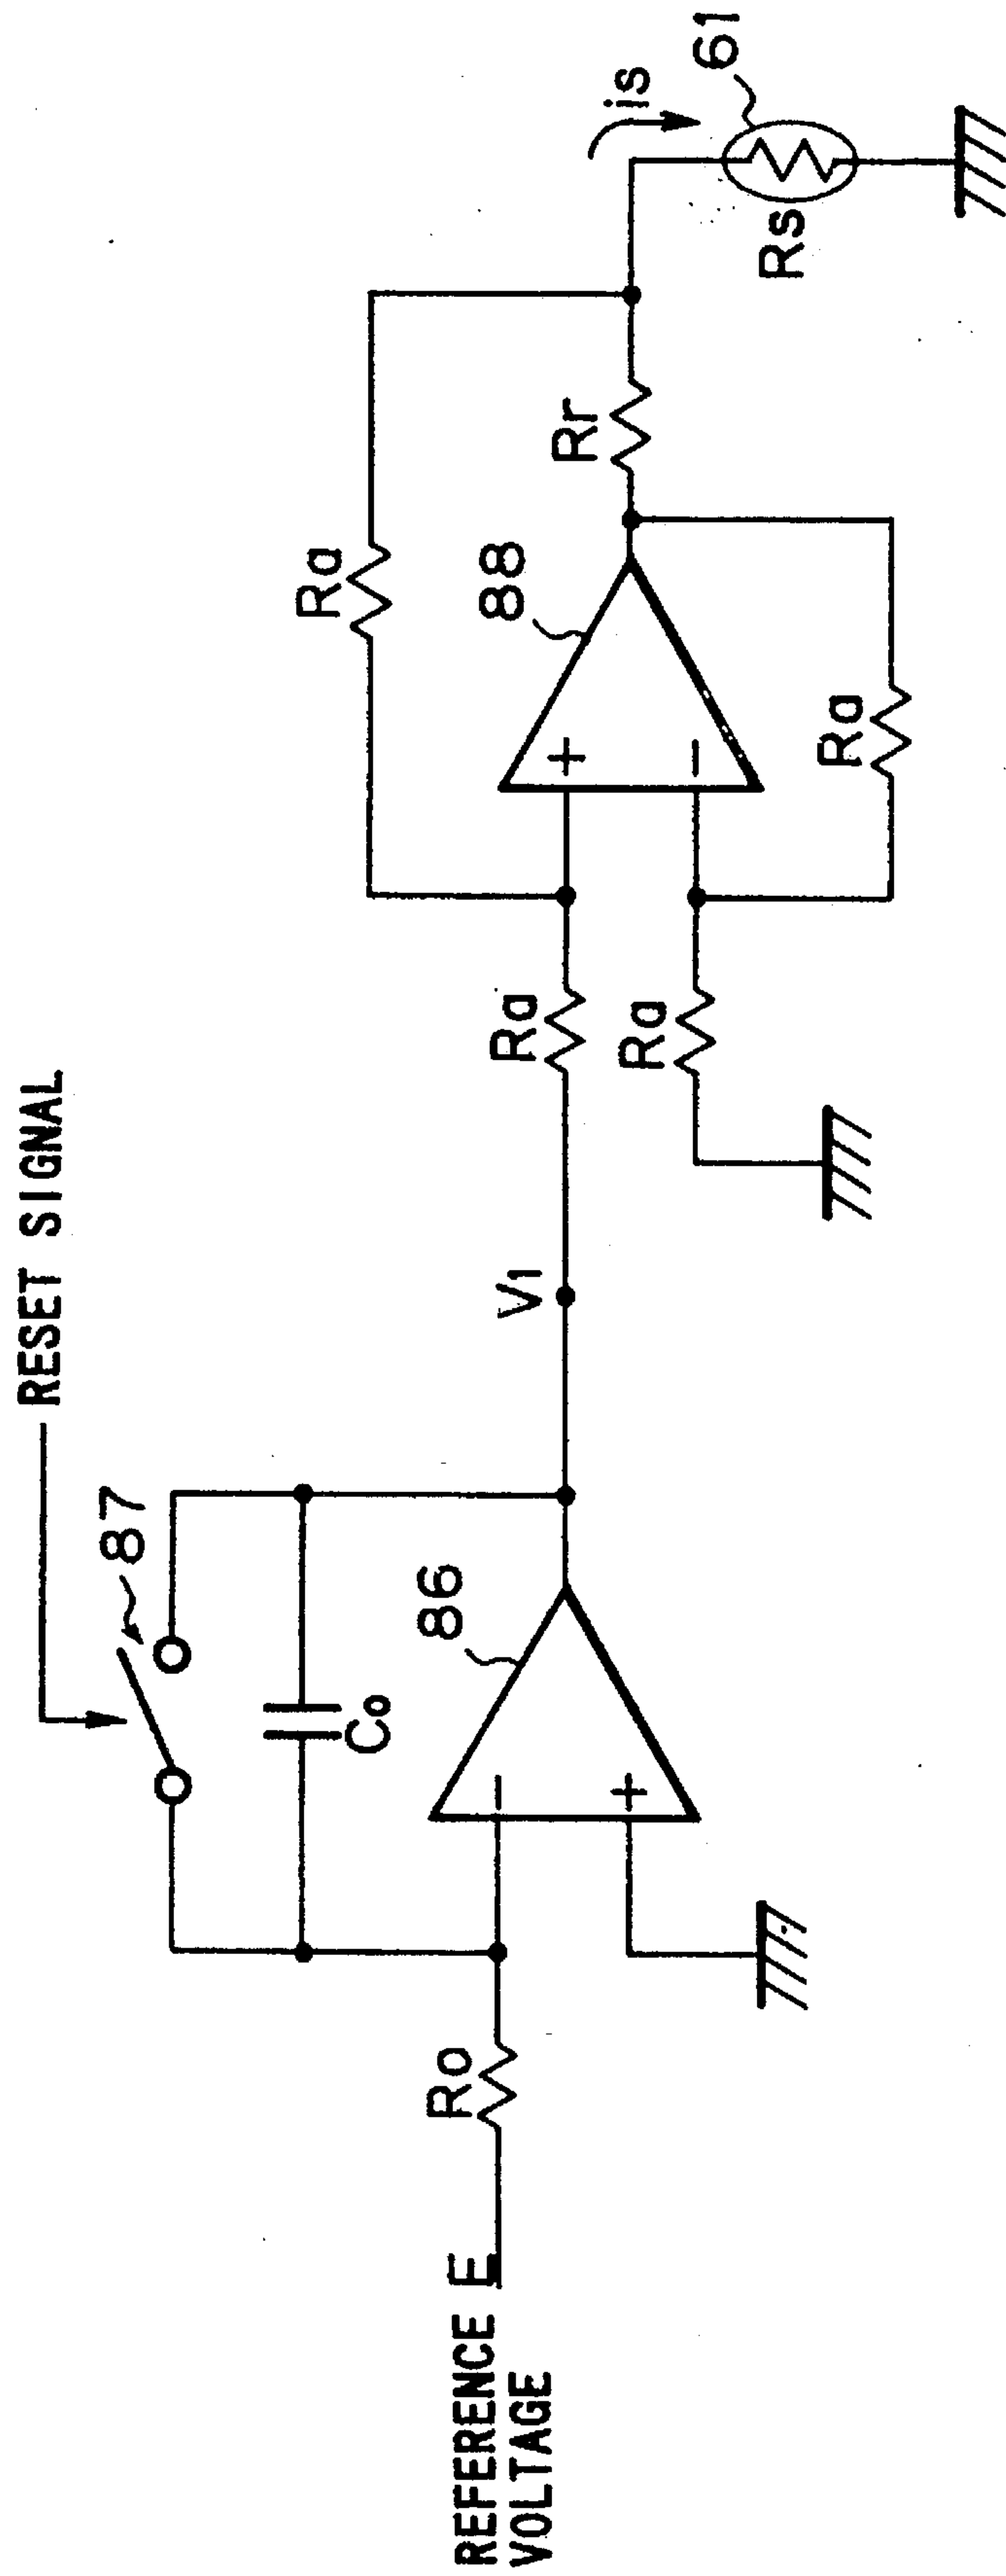 RESET SIGNAL
87
Co
86
Ro
REFERENCE E
VOLTAGE
V1
Ra
Ra
Ra
Ra
88
Rr
is
61
Rs
+
−
−
+